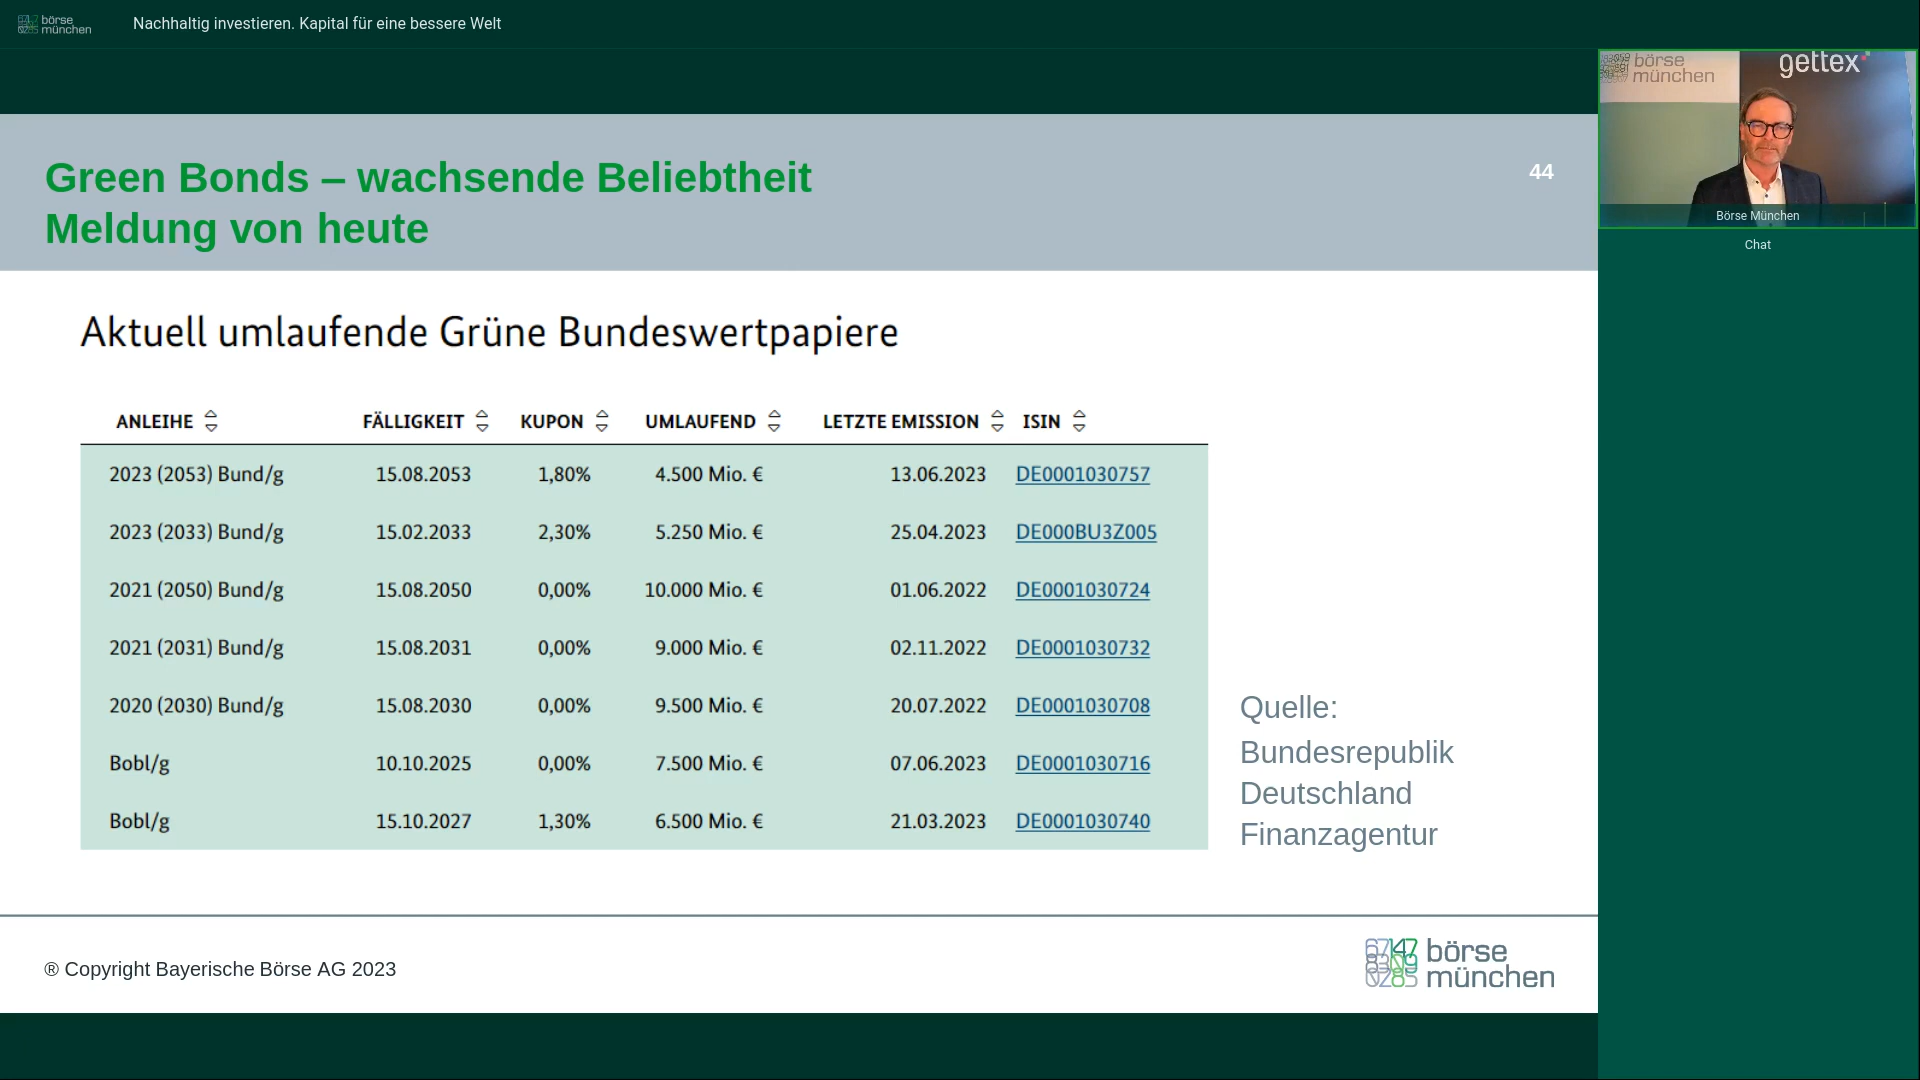 börse
münchen
Nachhaltig investieren. Kapital für eine bessere Welt
börse
münchen
gettex
Börse München
Chat
Green Bonds – wachsende Beliebtheit
Meldung von heute
44
Aktuell umlaufende Grüne Bundeswertpapiere
ANLEIHE FÄLLIGKEIT KUPON UMLAUFEND LETZTE EMISSION ISIN
2023 (2053) Bund/g 15.08.2053 1,80% 4.500 Mio. € 13.06.2023 DE0001030757
2023 (2033) Bund/g 15.02.2033 2,30% 5.250 Mio. € 25.04.2023 DE000BU3Z005
2021 (2050) Bund/g 15.08.2050 0,00% 10.000 Mio. € 01.06.2022 DE0001030724
2021 (2031) Bund/g 15.08.2031 0,00% 9.000 Mio. € 02.11.2022 DE0001030732
2020 (2030) Bund/g 15.08.2030 0,00% 9.500 Mio. € 20.07.2022 DE0001030708
Bobl/g 10.10.2025 0,00% 7.500 Mio. € 07.06.2023 DE0001030716
Bobl/g 15.10.2027 1,30% 6.500 Mio. € 21.03.2023 DE0001030740
Quelle:
Bundesrepublik
Deutschland
Finanzagentur
® Copyright Bayerische Börse AG 2023
börse
münchen